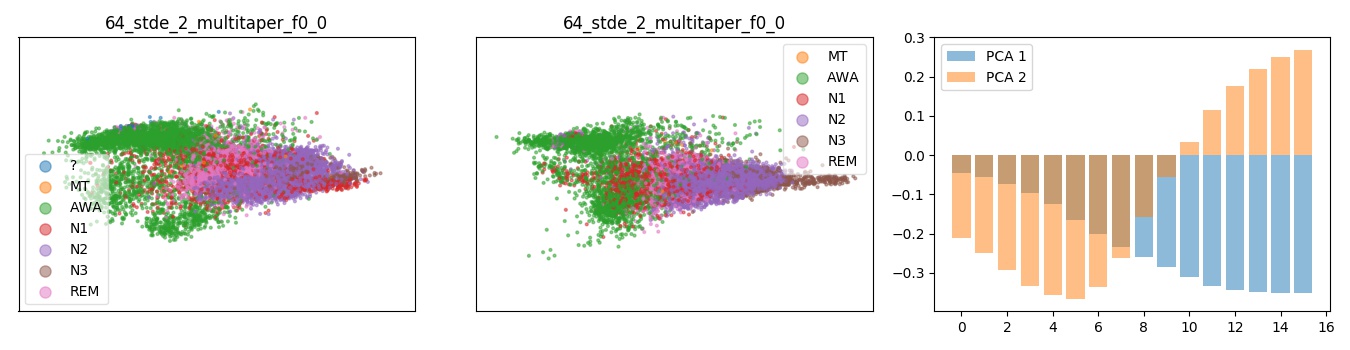 64_stde_2_multitaper_f0_0
?
MT
AWA
N1
N2
N3
REM
64_stde_2_multitaper_f0_0
MT
AWA
N1
N2
N3
REM
PCA 1
PCA 2
0.3
0.2
0.1
0.0
−0.1
−0.2
−0.3
0 2 4 6 8 10 12 14 16